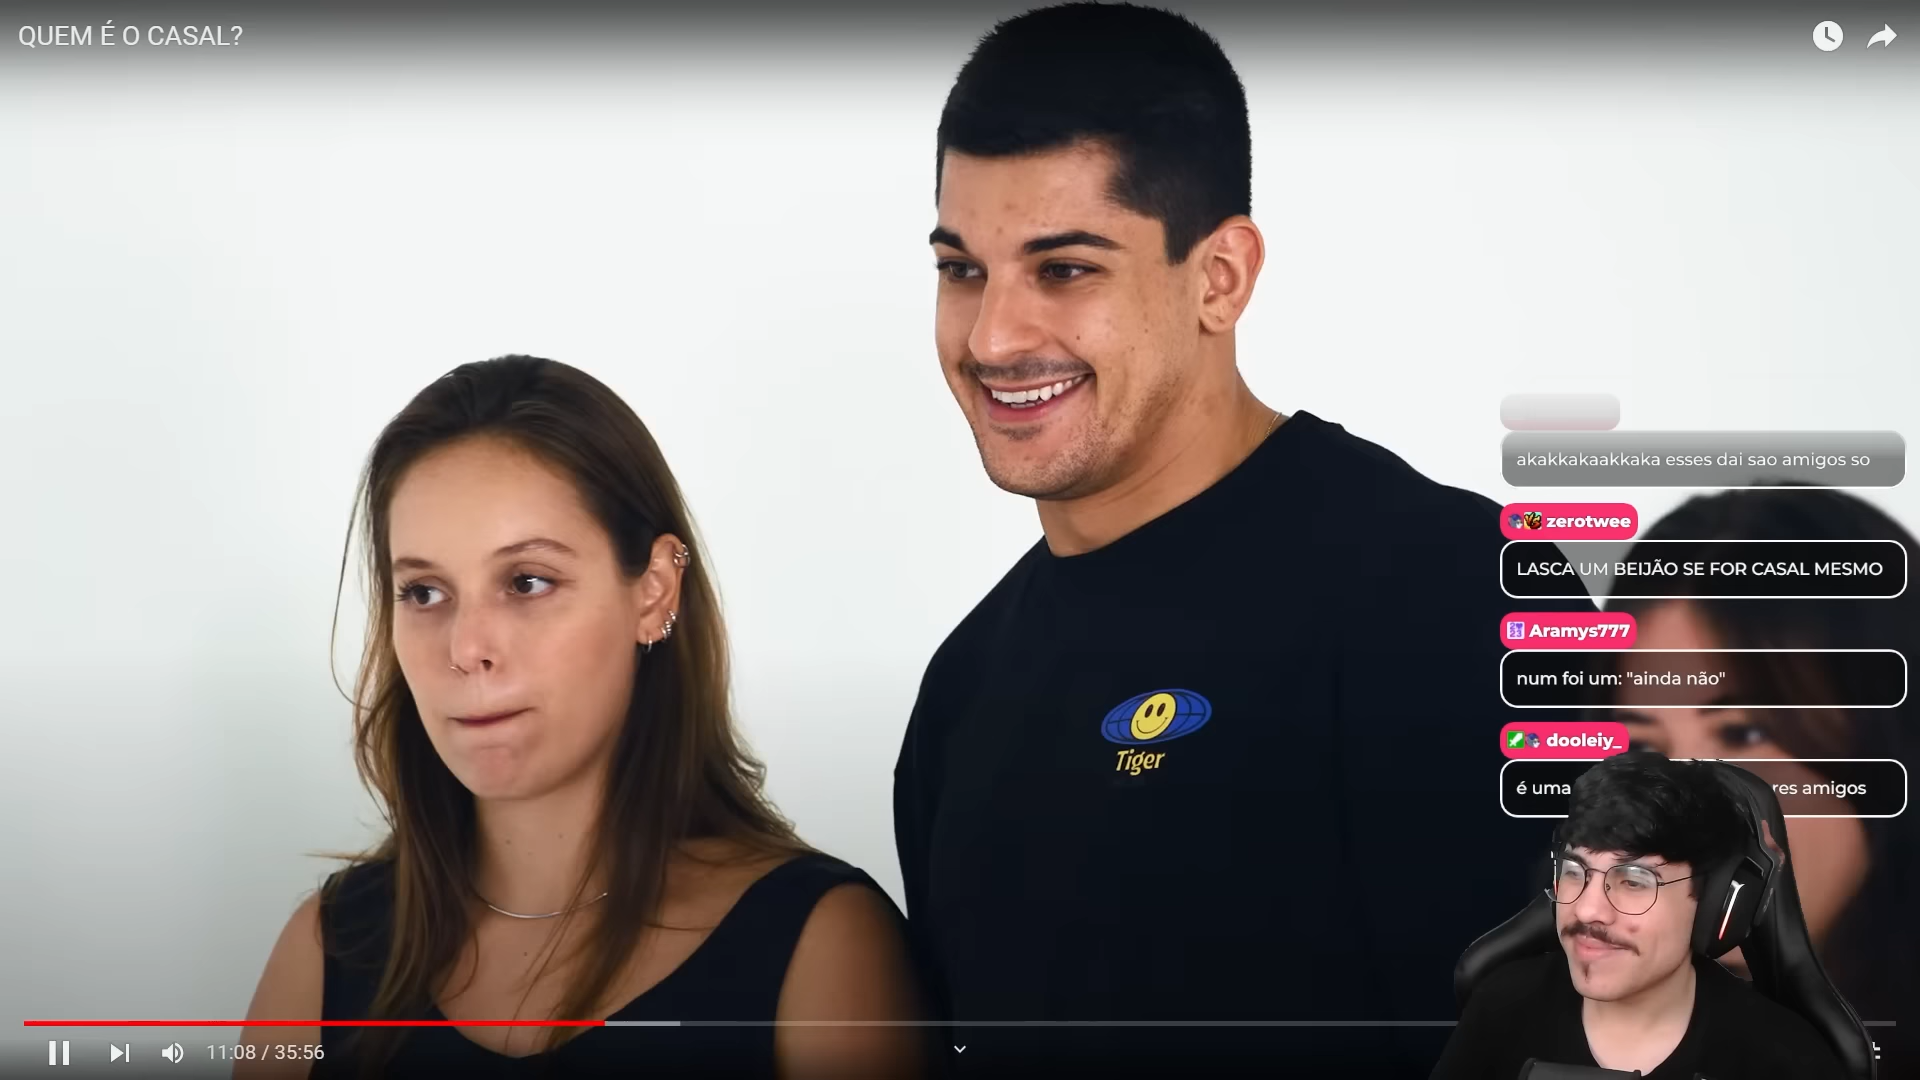 QUEM É O CASAL?
akakkakaakkaka esses dai sao amigos so
zerotwee
LASCA UM BEIJÃO SE FOR CASAL MESMO
Aramys777
num foi um: "ainda não"
dooleiy_
é uma res amigos
Tiger
11:08 / 35:56